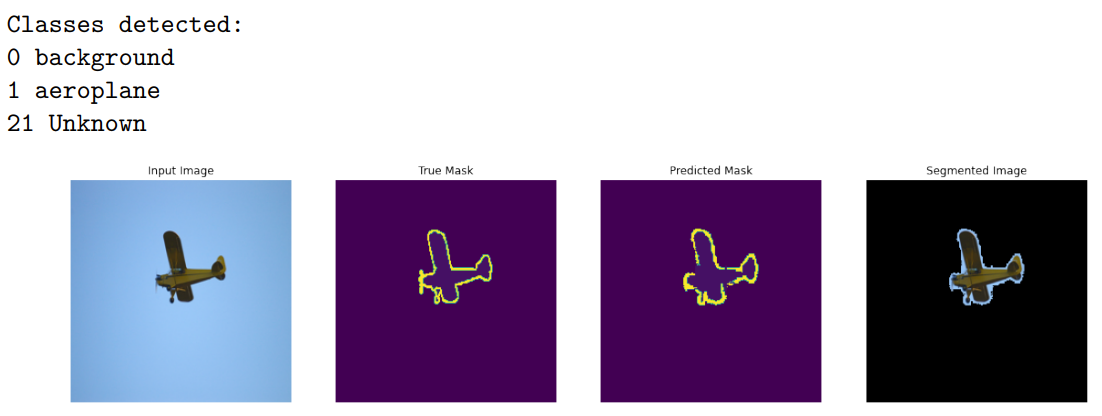 Classes detected:
0 background
1 aeroplane
21 Unknown
Input Image
True Mask
Predicted Mask
Segmented Image